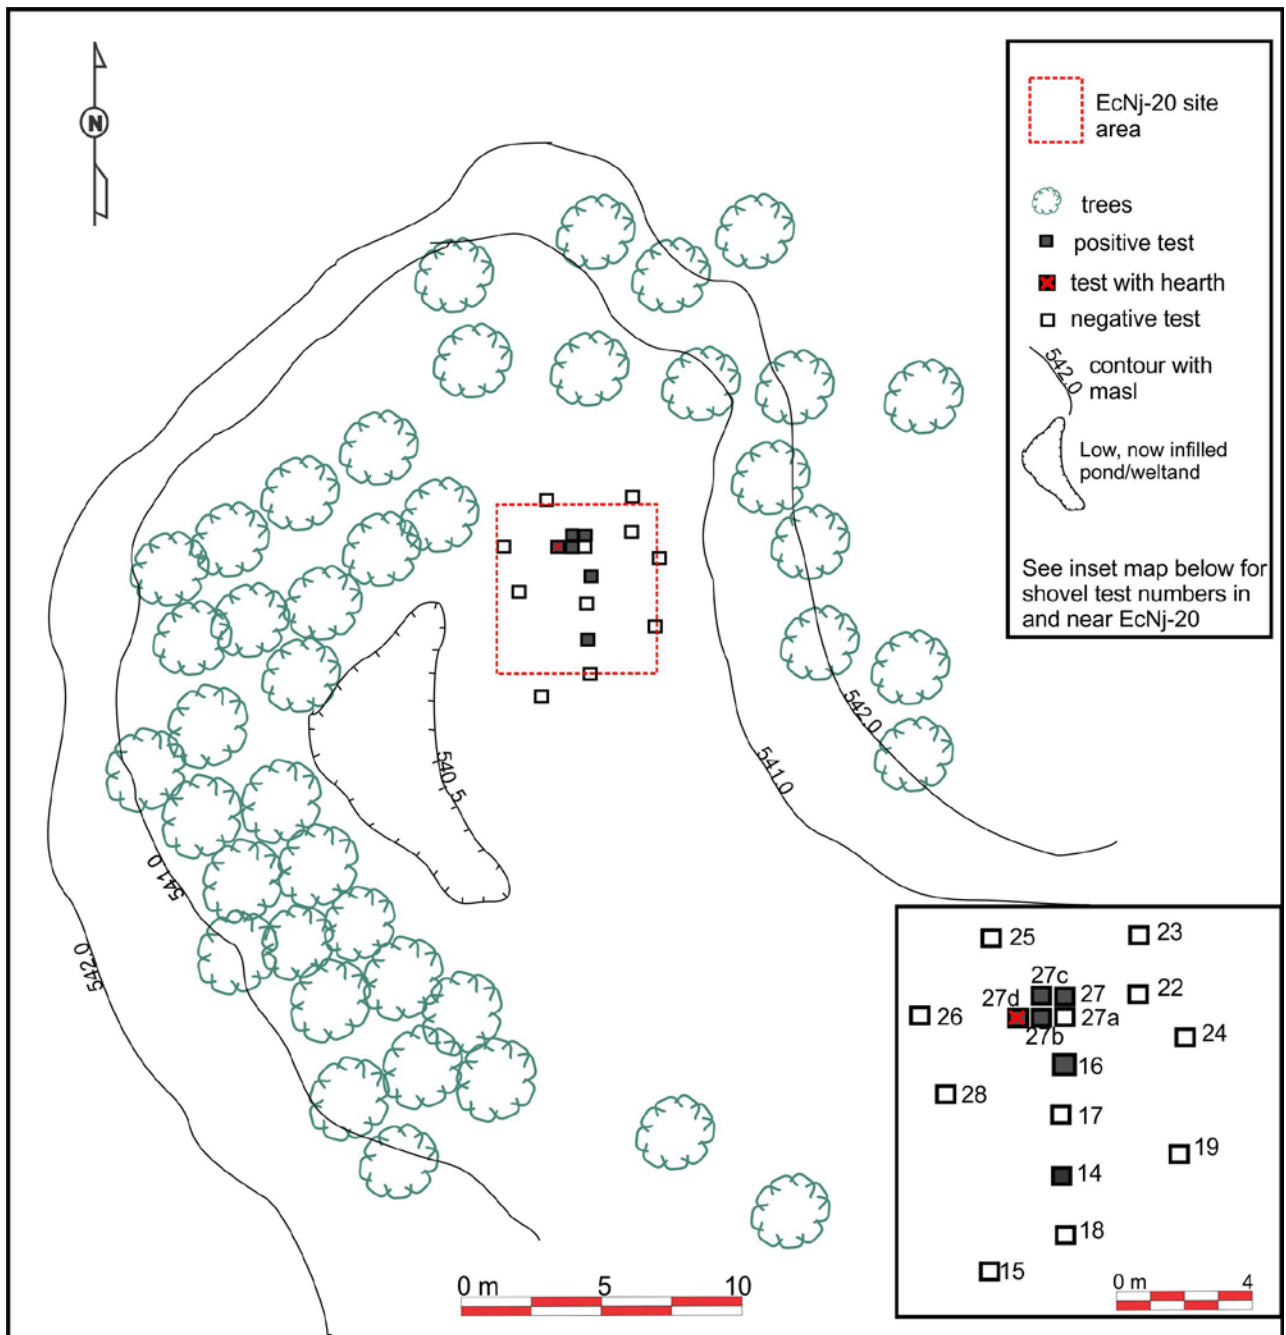 N
EcNj-20 site
area
trees
positive test
test with hearth
negative test
542.0
contour with
masl
Low, now infilled
pond/weltand
See inset map below for
shovel test numbers in
and near EcNj-20
542.0
541.0
540.5
541.0
542.0
25
23
27c
27
22
27d
26
27b
27a
24
16
28
17
19
14
18
15
0 m
4
0 m
5
10